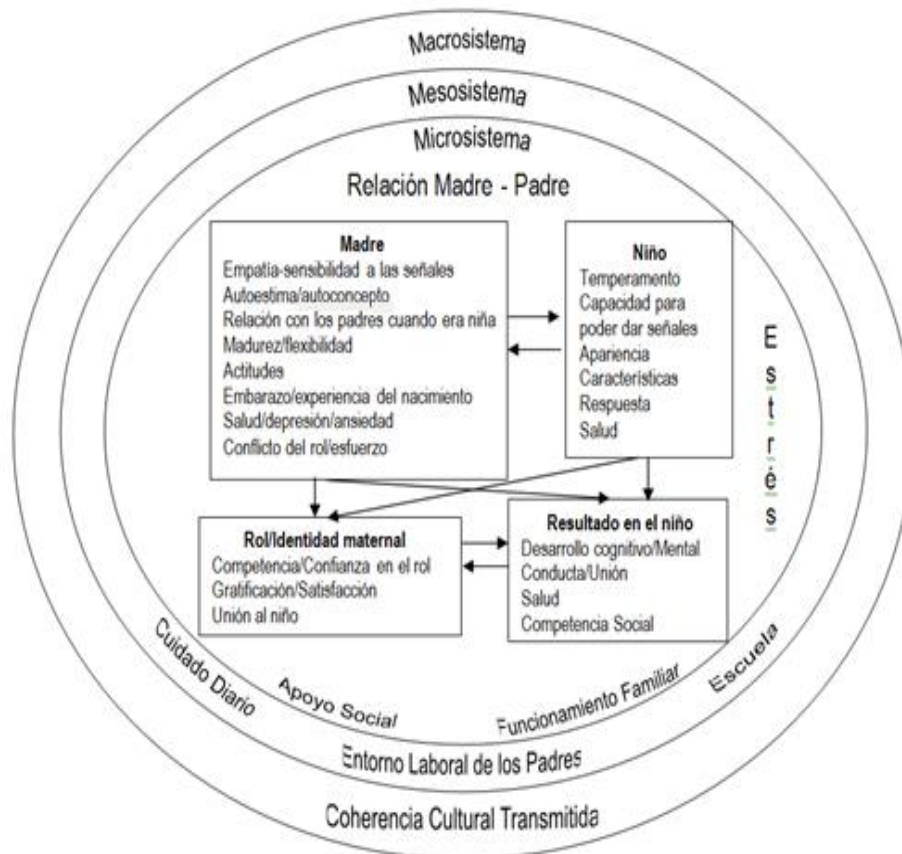 Macrosistema
Mesosistema
Microsistema
Relación Madre - Padre
Madre
Empatía-sensibilidad a las señales
Autoestima/autoconcepto
Relación con los padres cuando era niña
Madurez/flexibilidad
Actitudes
Embarazo/experiencia del nacimiento
Salud/depresión/ansiedad
Conflicto del rol/esfuerzo
Niño
Temperamento
Capacidad para
poder dar señales
Apariencia
Características
Respuesta
Salud
Estrés
Rol/Identidad maternal
Competencia/Confianza en el rol
Gratificación/Satisfacción
Unión al niño
Resultado en el niño
Desarrollo cognitivo/Mental
Conducta/Unión
Salud
Competencia Social
Cuidado Diario
Apoyo Social
Funcionamiento Familiar
Escuela
Entorno Laboral de los Padres
Coherencia Cultural Transmitida